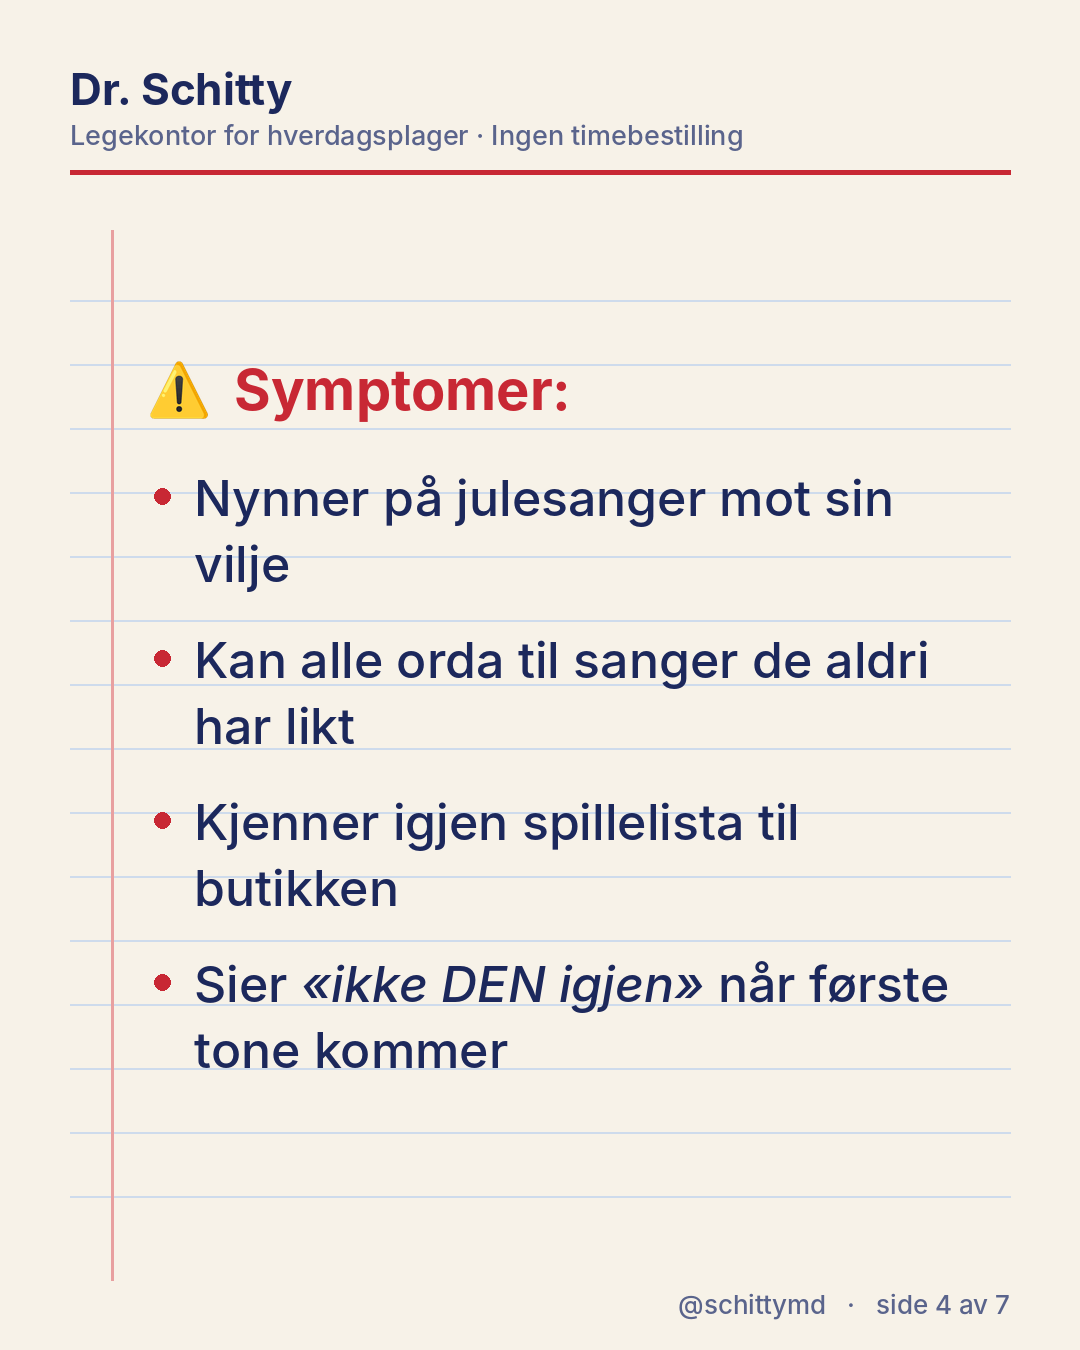 Dr. Schitty
Legekontor for hverdagsplager · Ingen timebestilling
⚠️ Symptomer:
• Nynner på julesanger mot sin
vilje
• Kan alle orda til sanger de aldri
har likt
• Kjenner igjen spillelista til
butikken
• Sier «ikke DEN igjen» når første
tone kommer
@schittymd · side 4 av 7